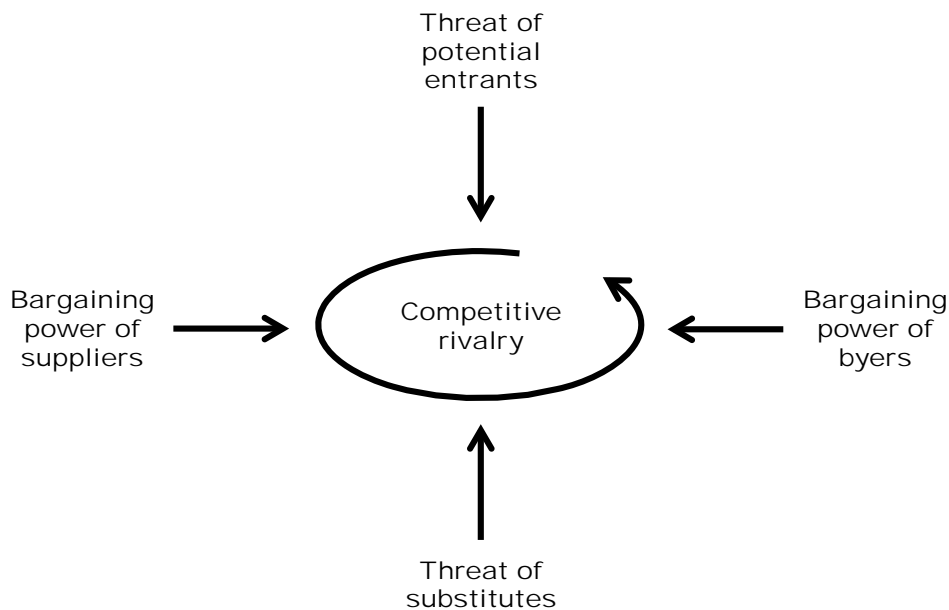 Threat of
potential
entrants
Bargaining
power of
suppliers
Competitive
rivalry
Bargaining
power of
byers
Threat of
substitutes